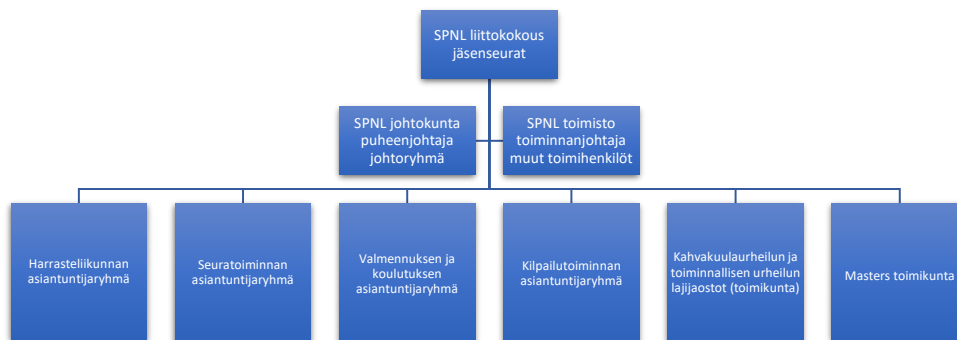 SPNL liittokokous
jäsenseurat
SPNL johtokunta
puheenjohtaja
johtoryhmä
SPNL toimisto
toiminnanjohtaja
muut toimihenkilöt
Harrasteliikunnan
asiantuntijaryhmä
Seuratoiminnan
asiantuntijaryhmä
Valmennuksen ja
koulutuksen
asiantuntijaryhmä
Kilpailutoiminnan
asiantuntijaryhmä
Kahvakuulaurheilun ja
toiminnallisen urheilun
lajijaostot (toimikunta)
Masters toimikunta